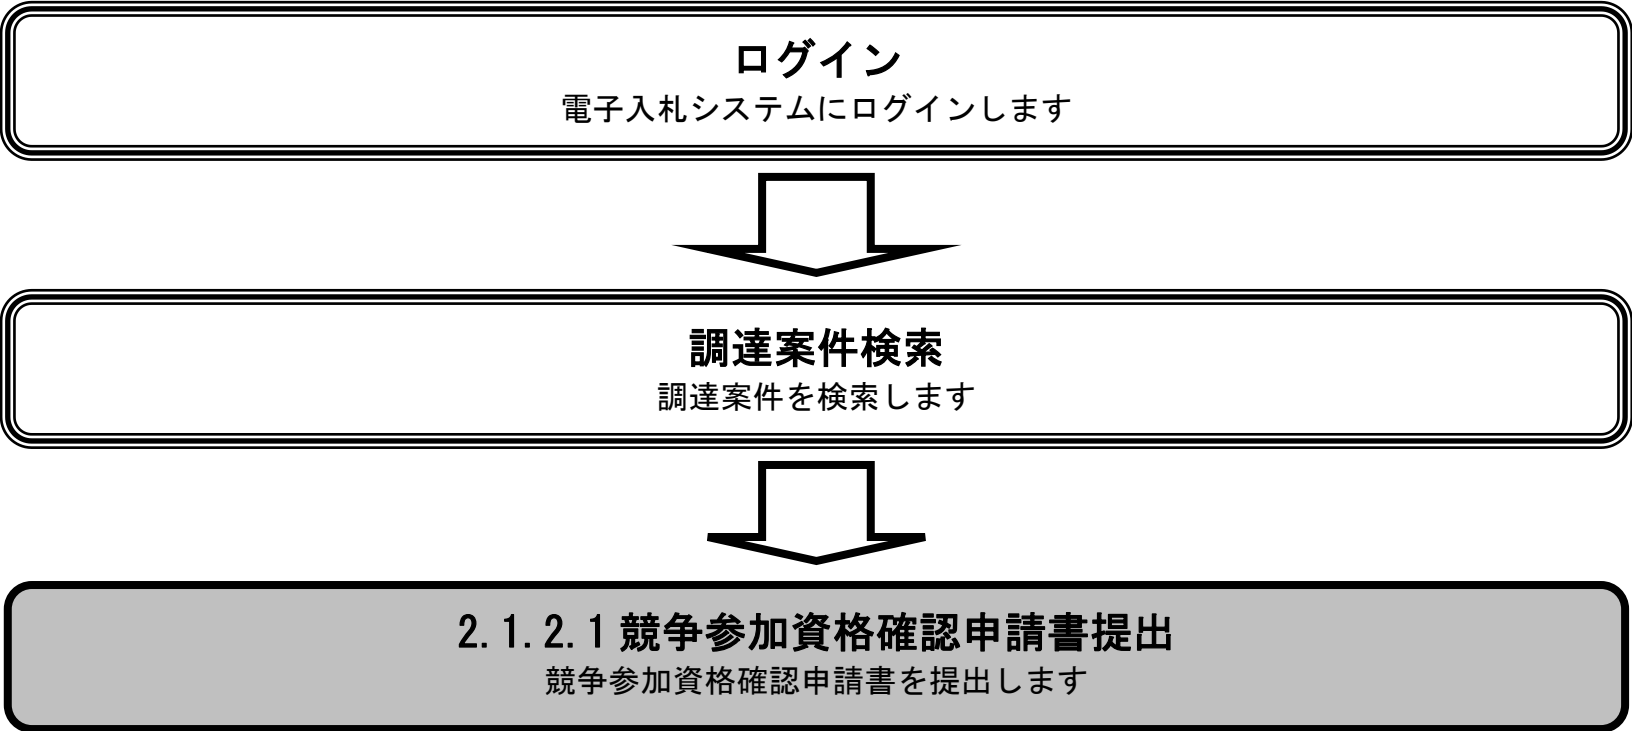 ログイン
電子入札システムにログインします
調達案件検索
調達案件を検索します
2.1.2.1競争参加資格確認申請書提出
競争参加資格確認申請書を提出します